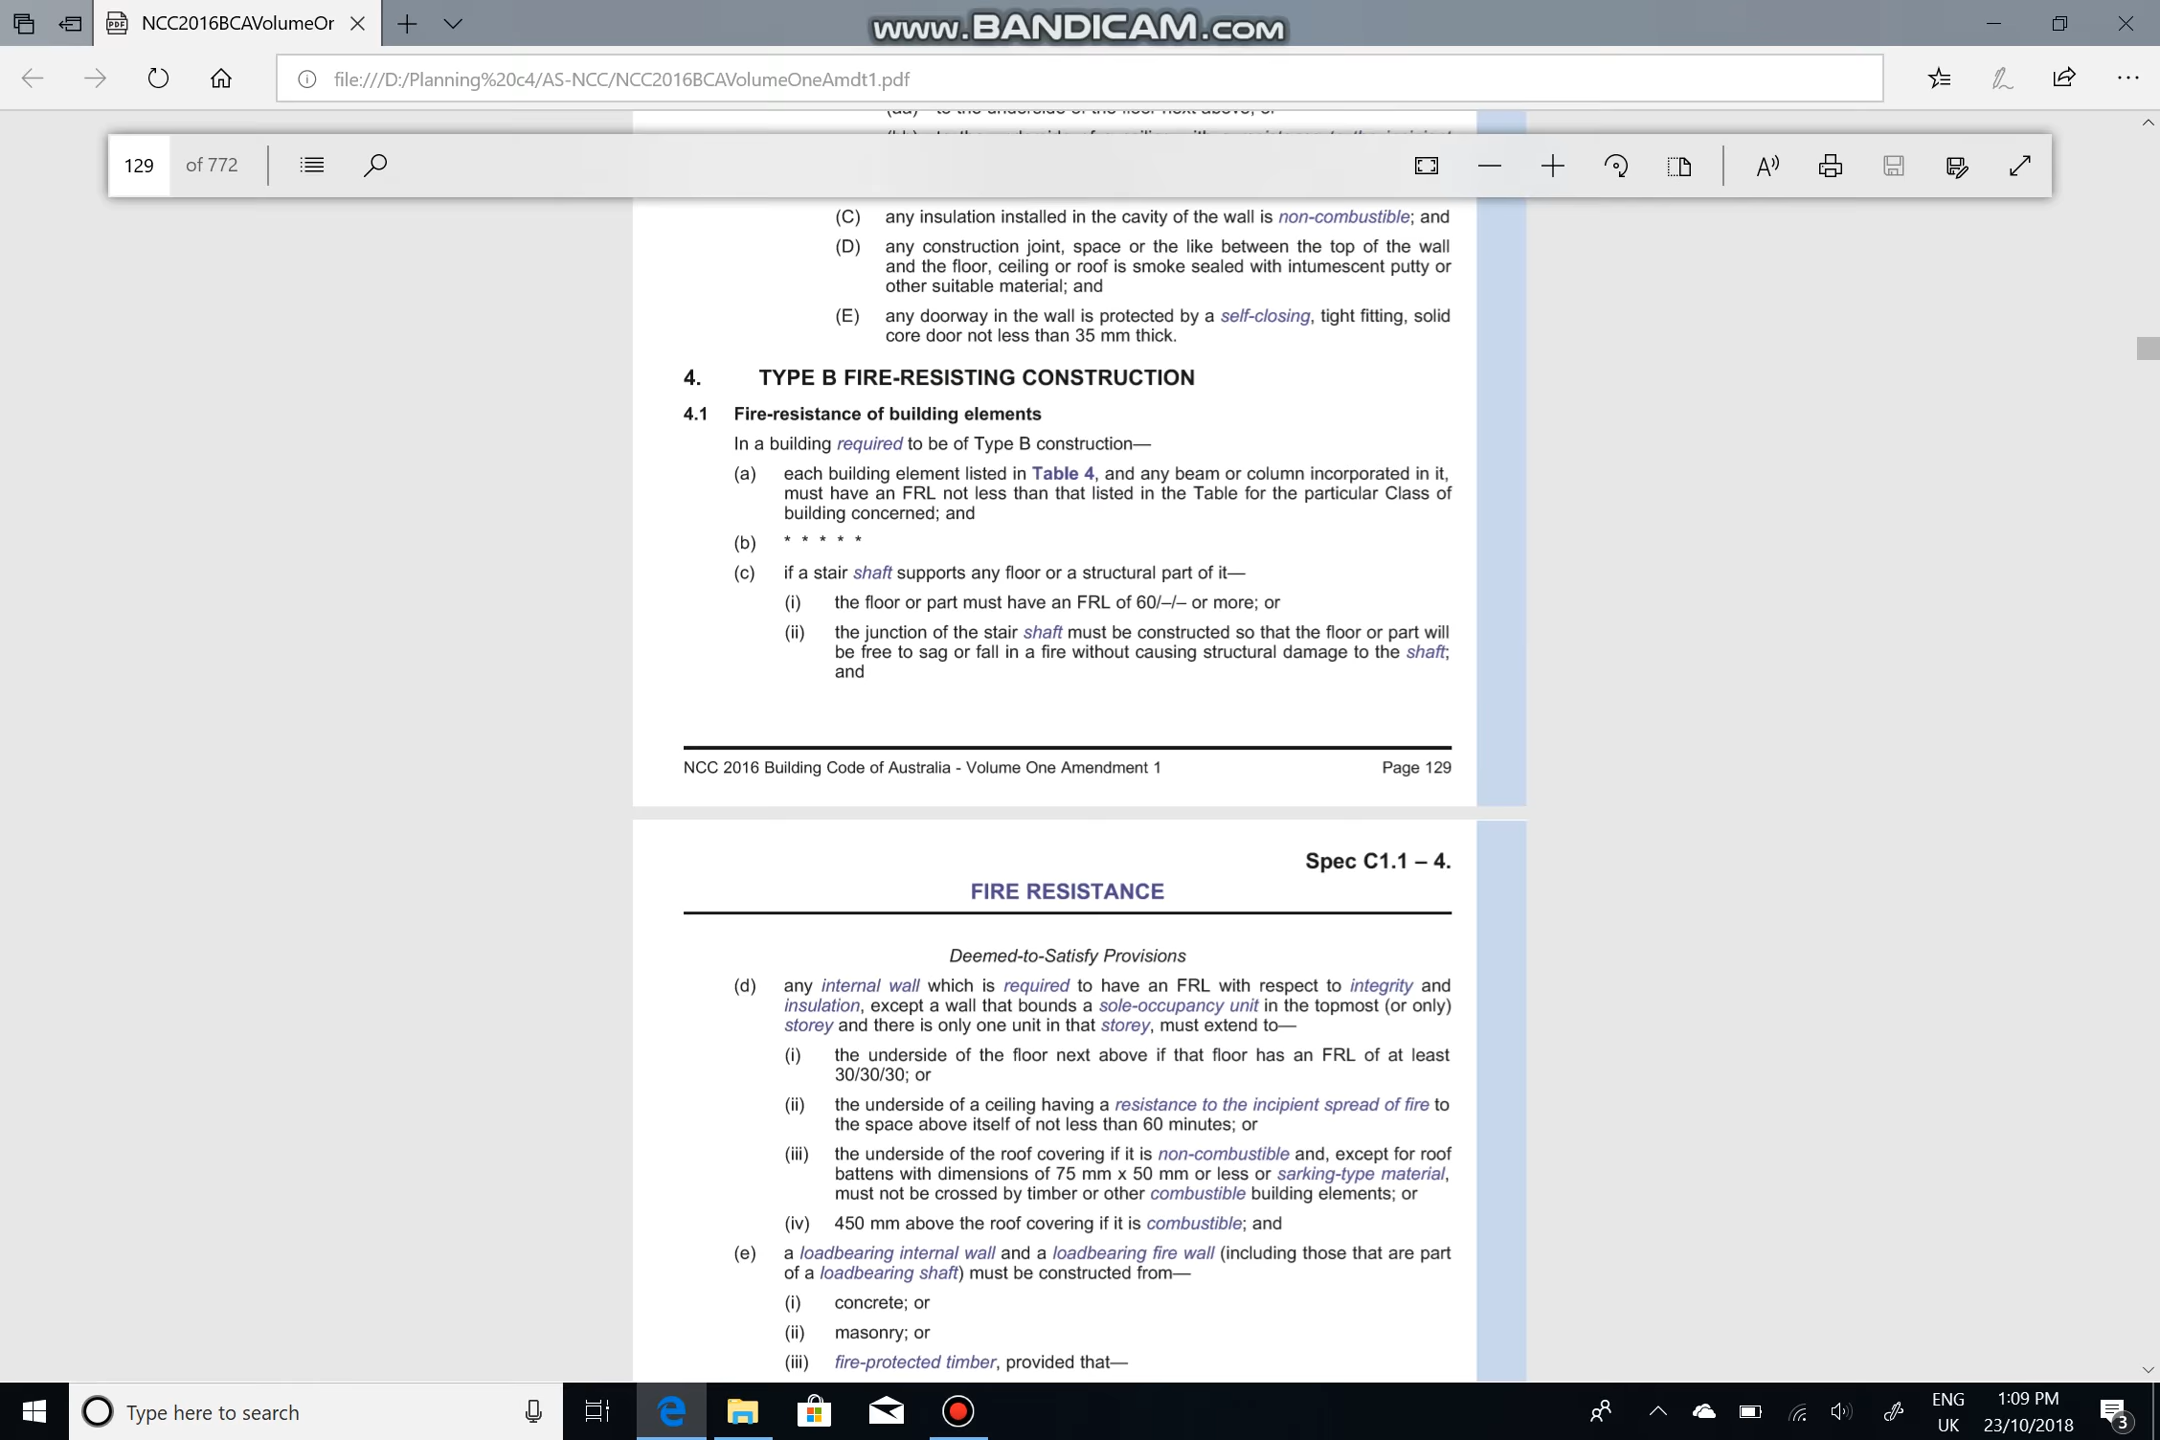 NCC2016BCAVolumeOr
www.BANDICAM.com
file:///D:/Planning%20c4/AS-NCC/NCC2016BCAVolumeOneAmdt1.pdf
129 of 772
(C) any insulation installed in the cavity of the wall is non-combustible; and
(D) any construction joint, space or the like between the top of the wall
and the floor, ceiling or roof is smoke sealed with intumescent putty or
other suitable material; and
(E) any doorway in the wall is protected by a self-closing, tight fitting, solid
core door not less than 35 mm thick.
4. TYPE B FIRE-RESISTING CONSTRUCTION
4.1 Fire-resistance of building elements
In a building required to be of Type B construction—
(a) each building element listed in Table 4, and any beam or column incorporated in it,
must have an FRL not less than that listed in the Table for the particular Class of
building concerned; and
(b) * * * * *
(c) if a stair shaft supports any floor or a structural part of it—
(i) the floor or part must have an FRL of 60/–/– or more; or
(ii) the junction of the stair shaft must be constructed so that the floor or part will
be free to sag or fall in a fire without causing structural damage to the shaft;
and
NCC 2016 Building Code of Australia - Volume One Amendment 1 Page 129
Spec C1.1 – 4.
FIRE RESISTANCE
Deemed-to-Satisfy Provisions
(d) any internal wall which is required to have an FRL with respect to integrity and
insulation, except a wall that bounds a sole-occupancy unit in the topmost (or only)
storey and there is only one unit in that storey, must extend to—
(i) the underside of the floor next above if that floor has an FRL of at least
30/30/30; or
(ii) the underside of a ceiling having a resistance to the incipient spread of fire to
the space above itself of not less than 60 minutes; or
(iii) the underside of the roof covering if it is non-combustible and, except for roof
battens with dimensions of 75 mm x 50 mm or less or sarking-type material,
must not be crossed by timber or other combustible building elements; or
(iv) 450 mm above the roof covering if it is combustible; and
(e) a loadbearing internal wall and a loadbearing fire wall (including those that are part
of a loadbearing shaft) must be constructed from—
(i) concrete; or
(ii) masonry; or
(iii) fire-protected timber, provided that—
Type here to search
ENG
UK
1:09 PM
23/10/2018
3